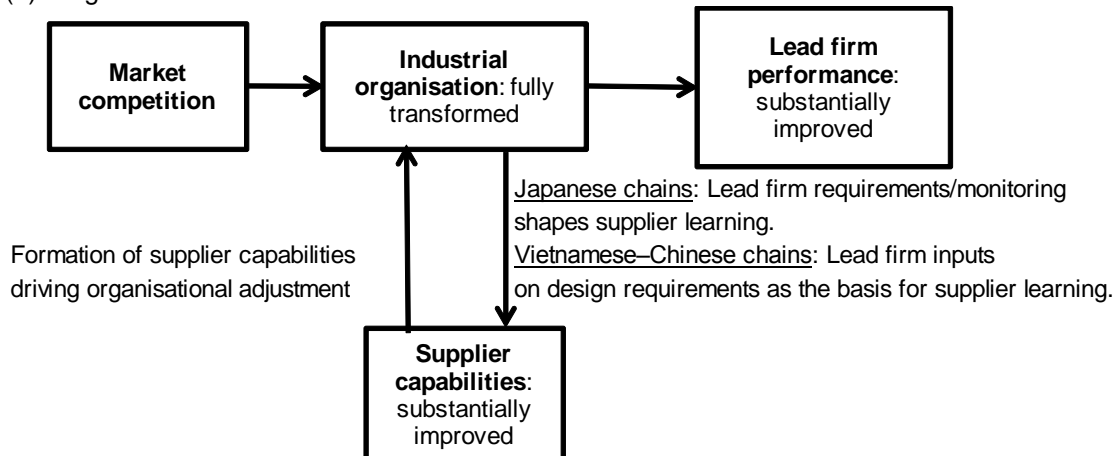 Market
competition
Industrial
organisation: fully
transformed
Lead firm
performance:
substantially
improved
Japanese chains: Lead firm requirements/monitoring
shapes supplier learning.
Vietnamese–Chinese chains: Lead firm inputs
on design requirements as the basis for supplier learning.
Formation of supplier capabilities
driving organisational adjustment
Supplier
capabilities:
substantially
improved